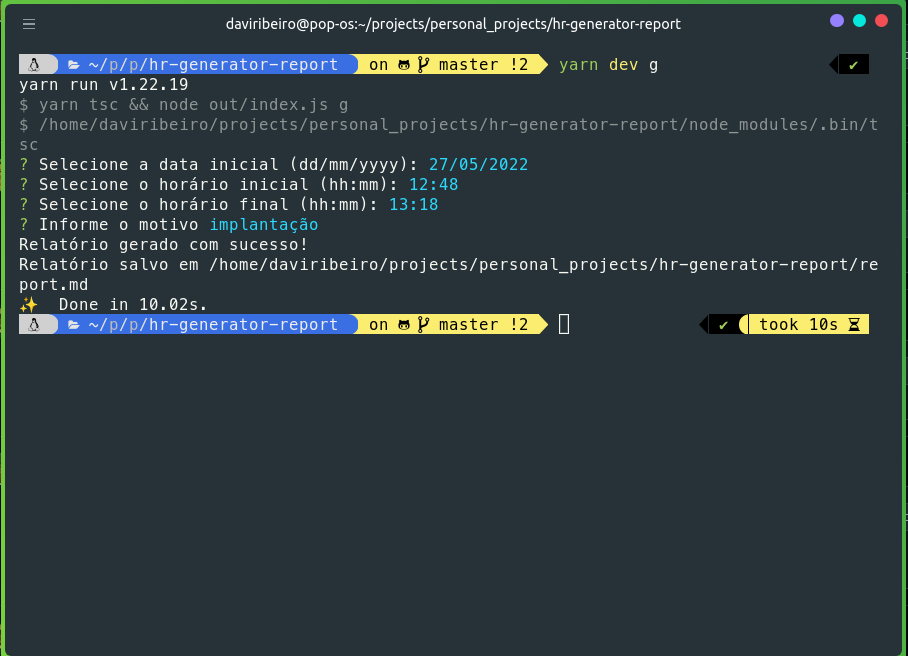 daviribeiro@pop-os:~/projects/personal_projects/hr-generator-report
~/p/p/hr-generator-report on master !2 yarn dev g ✔
yarn run v1.22.19
$ yarn tsc && node out/index.js g
$ /home/daviribeiro/projects/personal_projects/hr-generator-report/node_modules/.bin/t
sc
? Selecione a data inicial (dd/mm/yyyy): 27/05/2022
? Selecione o horário inicial (hh:mm): 12:48
? Selecione o horário final (hh:mm): 13:18
? Informe o motivo implantação
Relatório gerado com sucesso!
Relatório salvo em /home/daviribeiro/projects/personal_projects/hr-generator-report/re
port.md
✨ Done in 10.02s.
~/p/p/hr-generator-report on master !2 ✔ took 10s